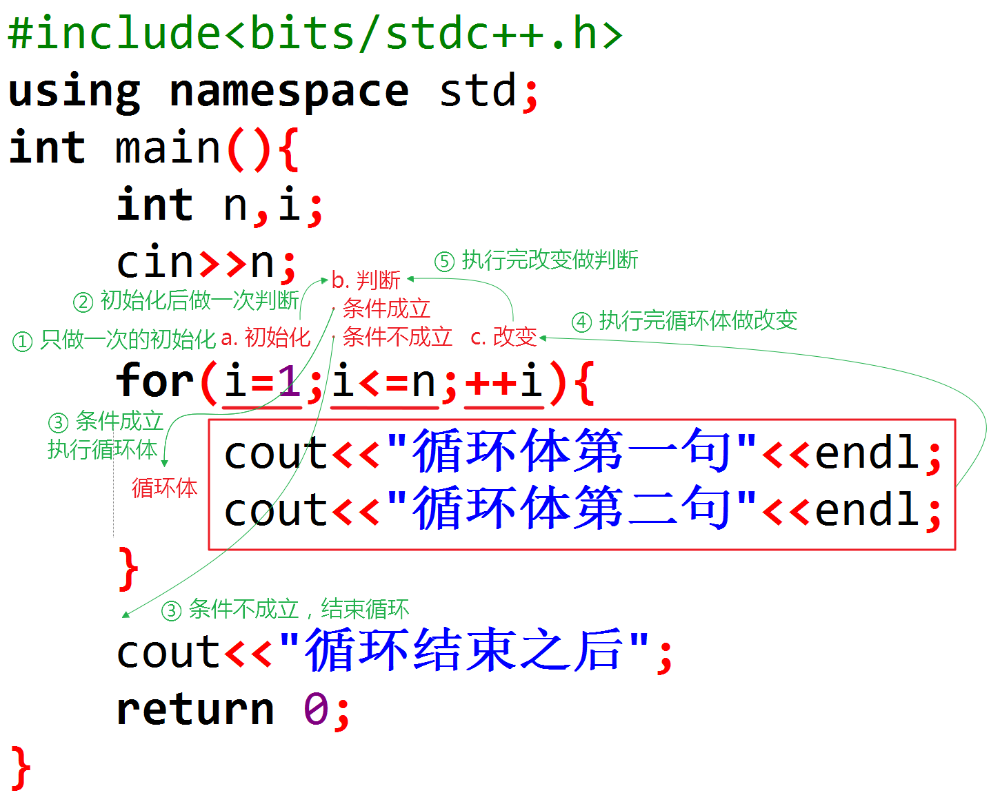 #include<bits/stdc++.h>
using namespace std;
int main(){
int n,i;
cin>>n;
⑤ 执行完改变做判断
b. 判断
② 初始化后做一次判断
· 条件成立
④ 执行完循环体做改变
① 只做一次的初始化 a. 初始化 · 条件不成立 c. 改变
for(i=1;i<=n;++i){
③ 条件成立
执行循环体
cout<<"循环体第一句"<<endl;
循环体
cout<<"循环体第二句"<<endl;
}
③ 条件不成立，结束循环
cout<<"循环结束之后";
return 0;
}